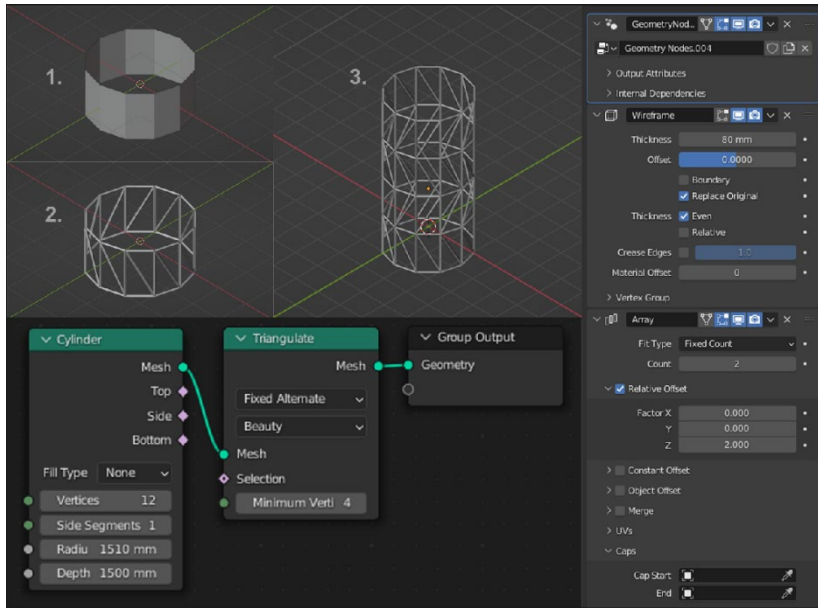 1.
2.
3.
Cylinder
Mesh
Top
Side
Bottom
Fill Type None
Vertices 12
Side Segments 1
Radiu 1510 mm
Depth 1500 mm
Triangulate
Mesh
Fixed Alternate
Beauty
Mesh
Selection
Minimum Verti 4
Group Output
Geometry
GeometryNod...
Geometry Nodes.004
Output Attributes
Internal Dependencies
Wireframe
Thickness 80 mm
Offset 0.0000
Boundary
Replace Original
Thickness Even
Relative
Crease Edges 1.0
Material Offset 0
Vertex Group
Array
Fit Type Fixed Count
Count 2
Relative Offset
Factor X 0.000
Y 0.000
Z 2.000
Constant Offset
Object Offset
Merge
UVs
Caps
Cap Start
End